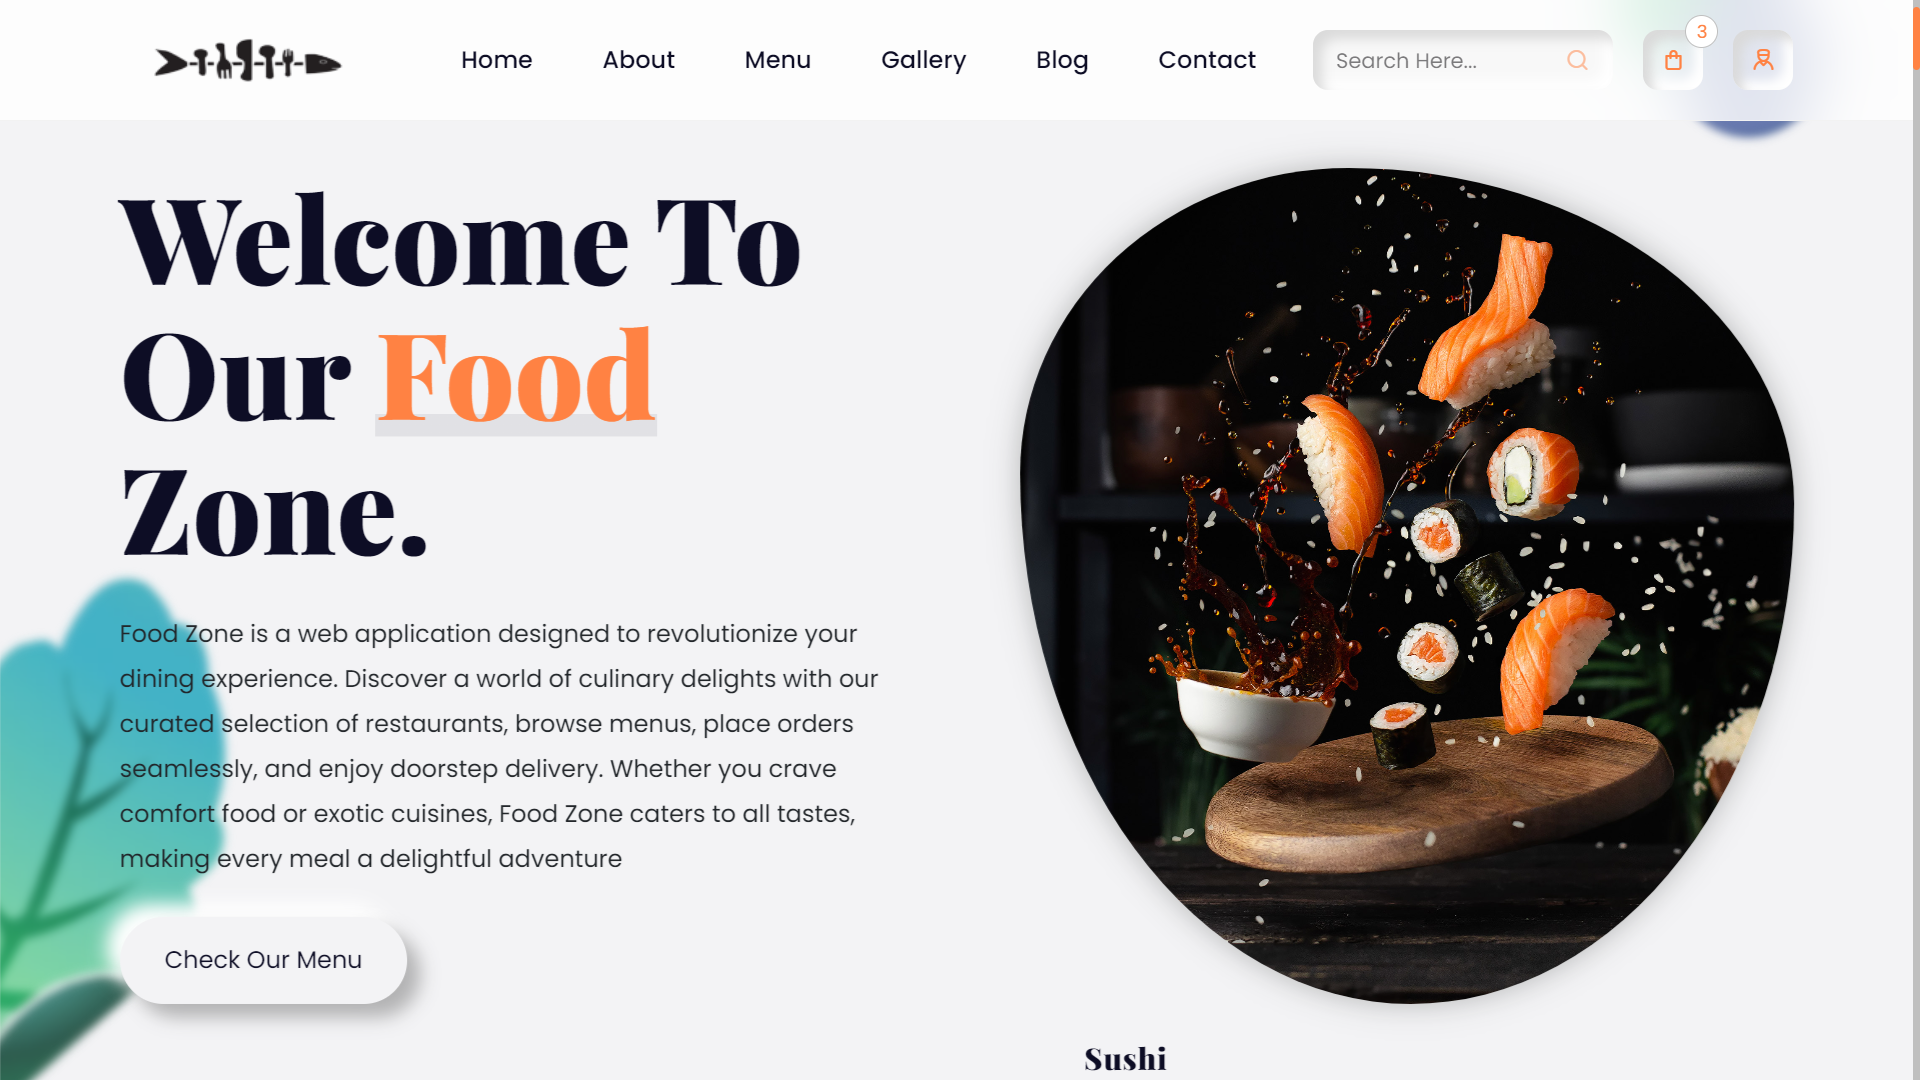 Home About Menu Gallery Blog Contact Search Here... 3
Welcome To
Our Food
Zone.
Food Zone is a web application designed to revolutionize your
dining experience. Discover a world of culinary delights with our
curated selection of restaurants, browse menus, place orders
seamlessly, and enjoy doorstep delivery. Whether you crave
comfort food or exotic cuisines, Food Zone caters to all tastes,
making every meal a delightful adventure
Check Our Menu
Sushi